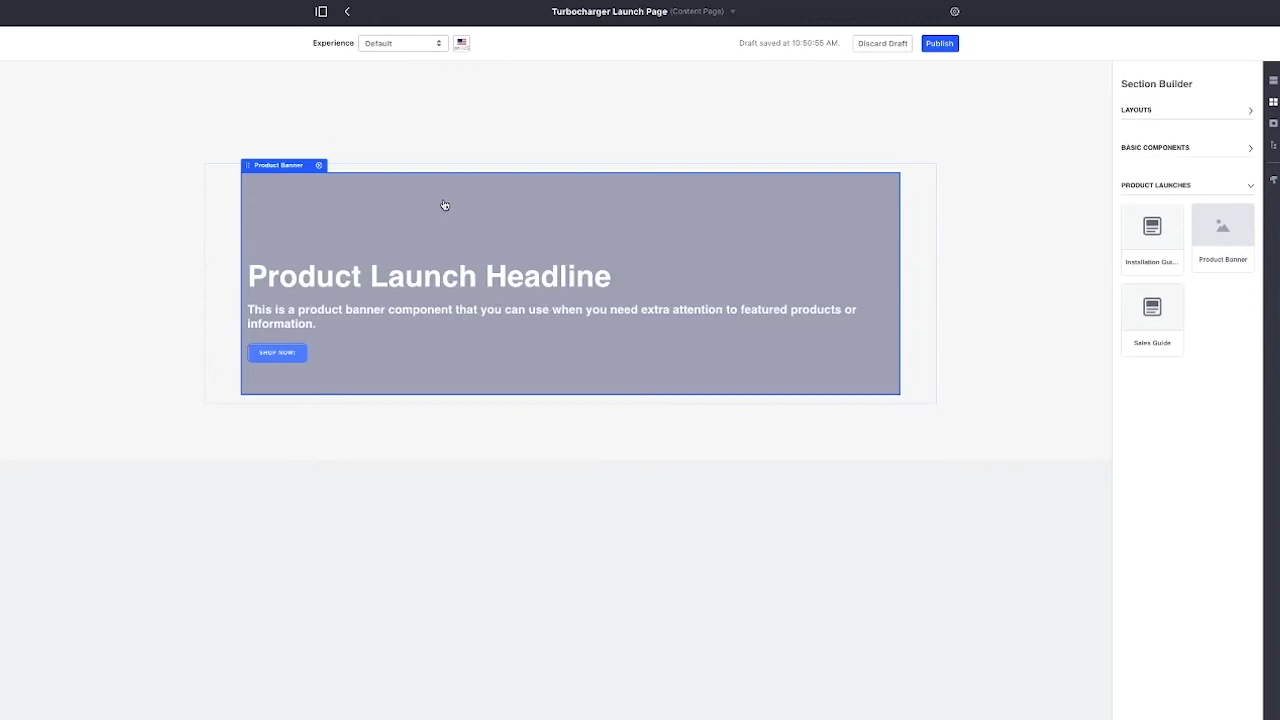 Turbocharger Launch Page (Content Page)
Experience
Default
Draft saved at 10:50:55 AM.
Discard Draft
Publish
Section Builder
LAYOUTS
BASIC COMPONENTS
PRODUCT LAUNCHES
Installation Gui...
Product Banner
Sales Guide
Product Banner
Product Launch Headline
This is a product banner component that you can use when you need extra attention to featured products or
information.
SHOP NOW!